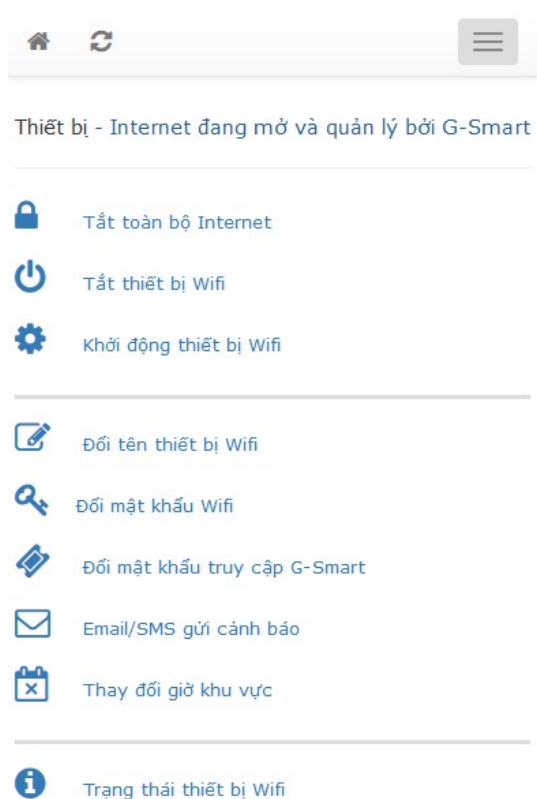 Thiết bị - Internet đang mở và quản lý bởi G-Smart
Tắt toàn bộ Internet
Tắt thiết bị Wifi
Khởi động thiết bị Wifi
Đổi tên thiết bị Wifi
Đổi mật khẩu Wifi
Đổi mật khẩu truy cập G-Smart
Email/SMS gửi cảnh báo
Thay đổi giờ khu vực
Trạng thái thiết bị Wifi